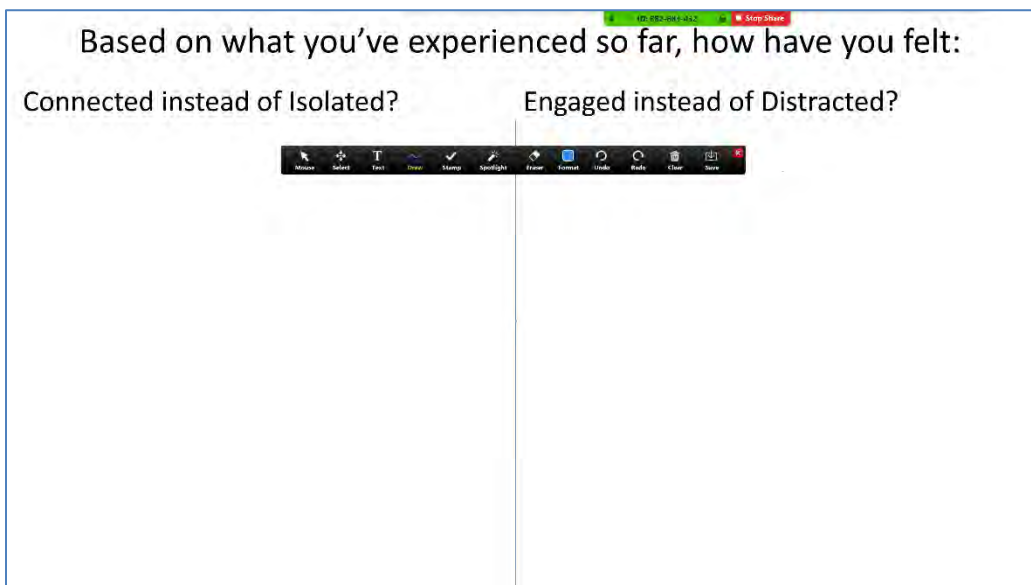 Stop Share
Based on what you've experienced so far, how have you felt:
Connected instead of Isolated?
Engaged instead of Distracted?
Mouse Select Text Draw Stamp Spotlight Eraser Format Undo Redo Clear Save